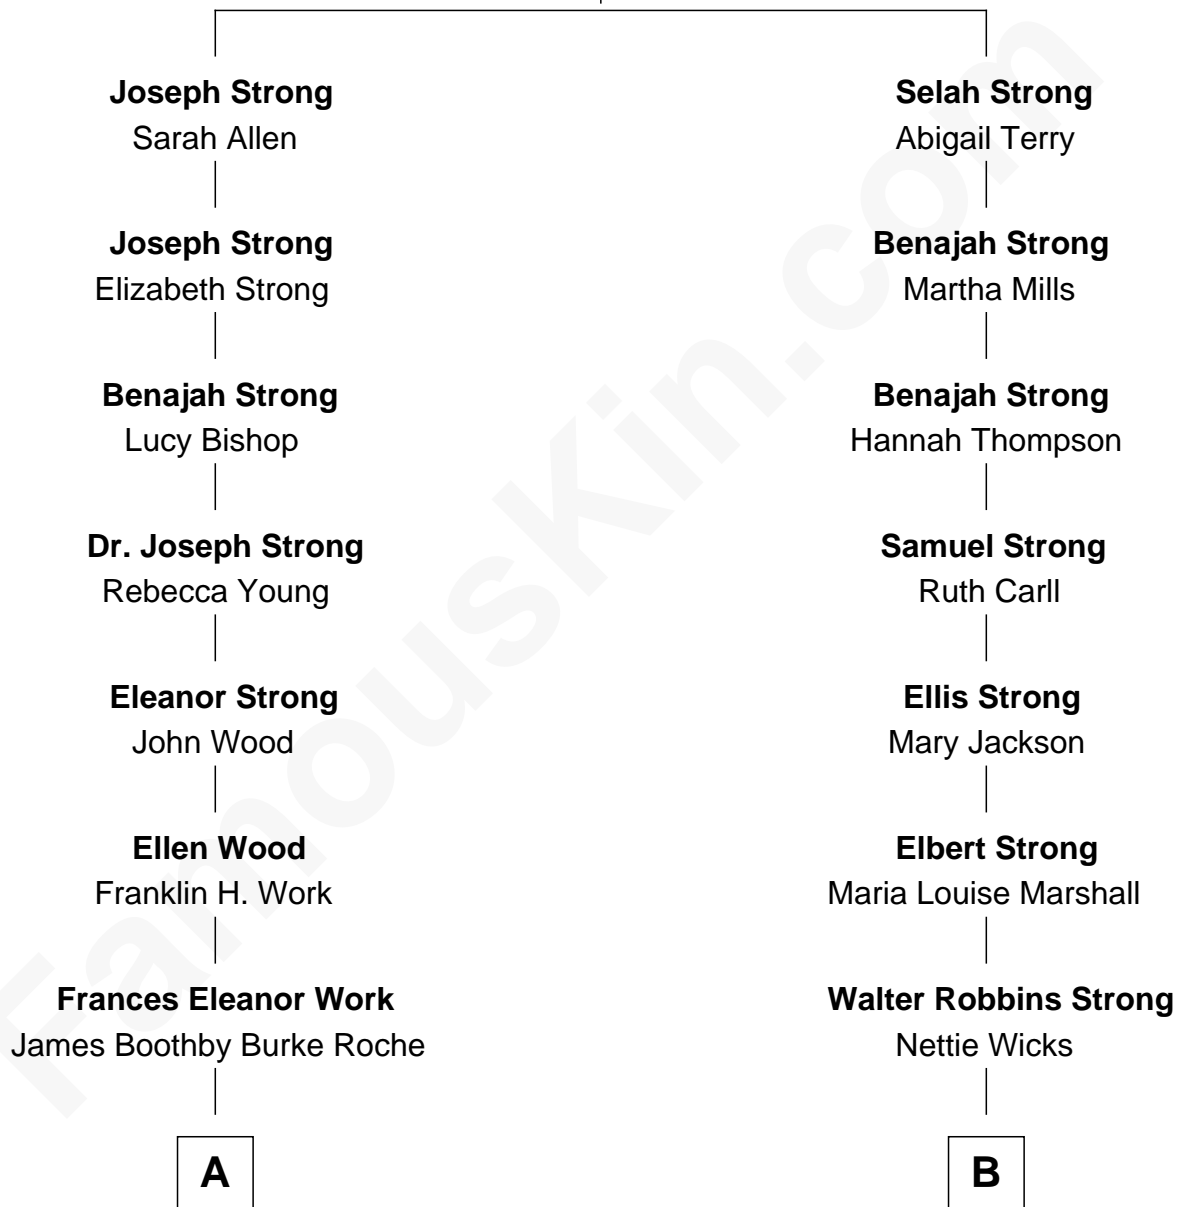 Joseph Strong
Sarah Allen
Joseph Strong
Elizabeth Strong
Benajah Strong
Lucy Bishop
Dr. Joseph Strong
Rebecca Young
Eleanor Strong
John Wood
Ellen Wood
Franklin H. Work
Frances Eleanor Work
James Boothby Burke Roche
A
Selah Strong
Abigail Terry
Benajah Strong
Martha Mills
Benajah Strong
Hannah Thompson
Samuel Strong
Ruth Carll
Ellis Strong
Mary Jackson
Elbert Strong
Maria Louise Marshall
Walter Robbins Strong
Nettie Wicks
B
FamousKin.com